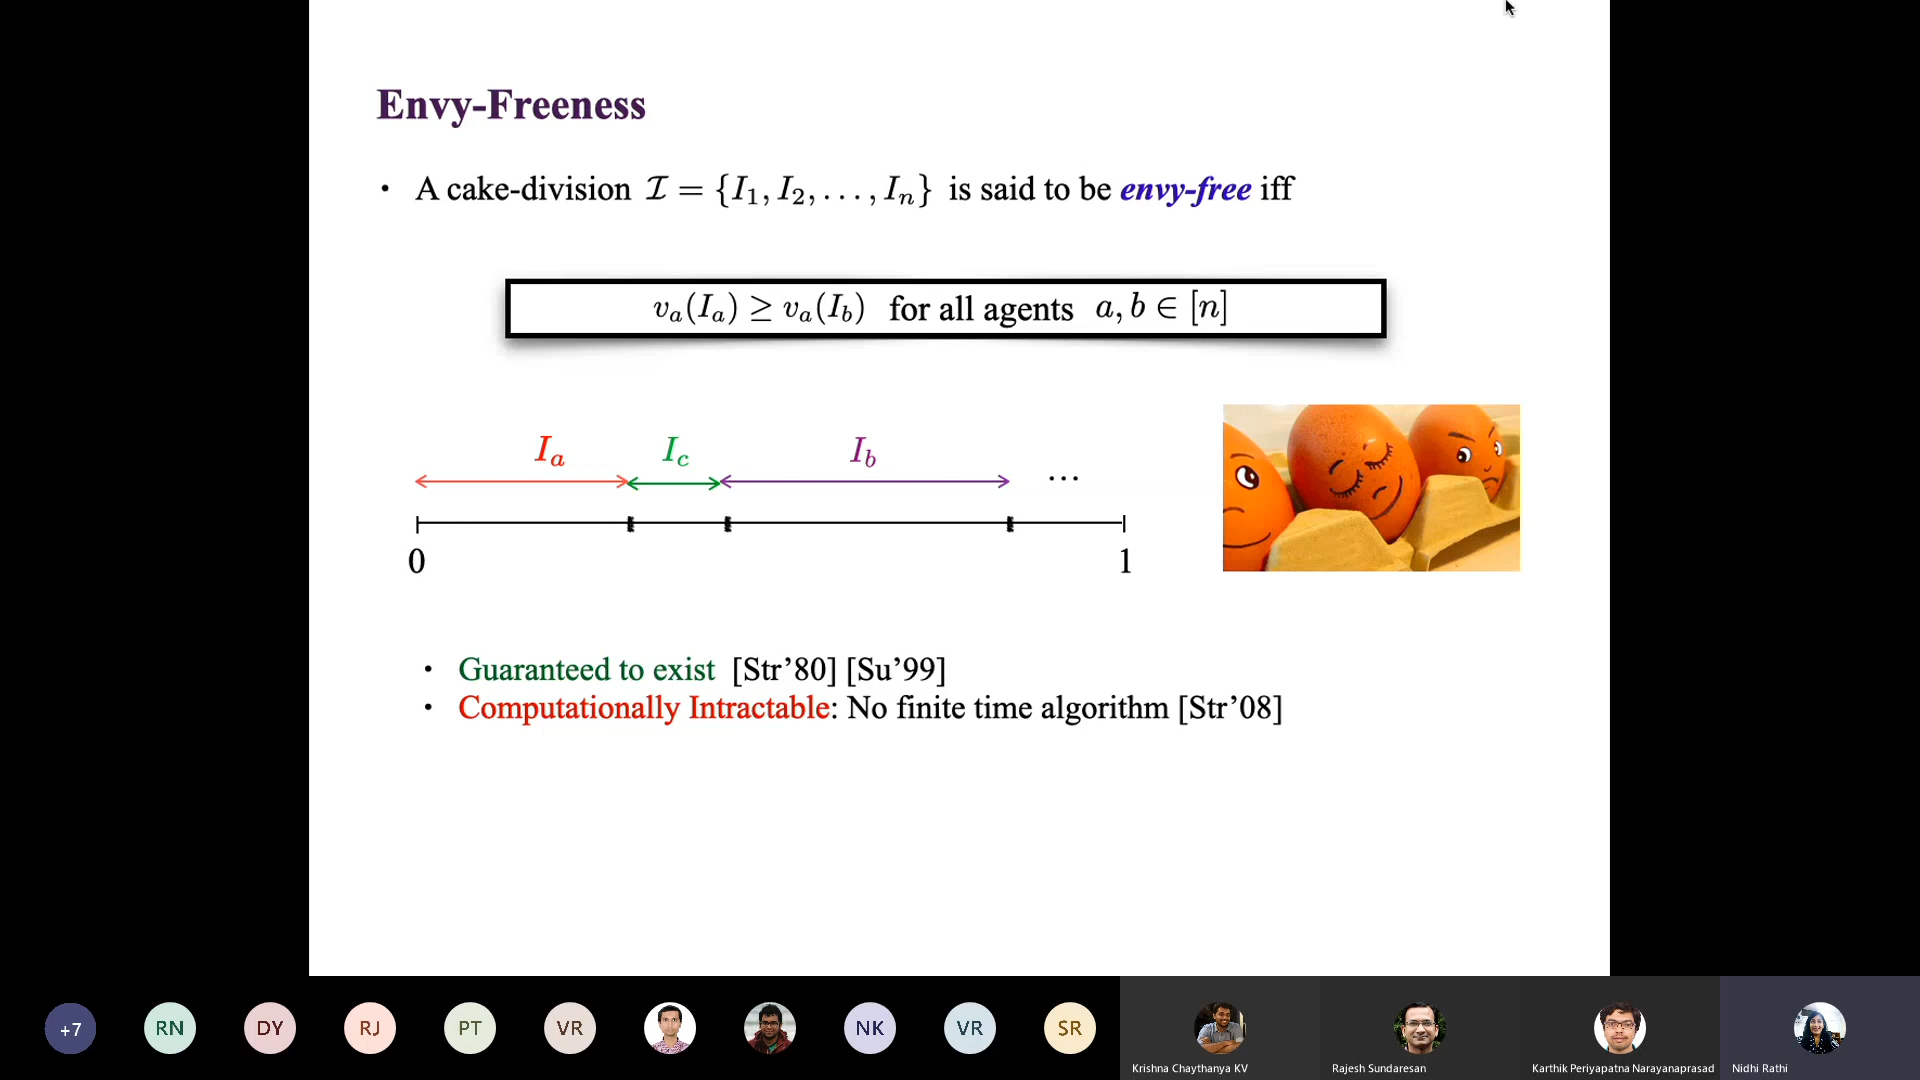 Envy-Freeness
• A cake-division 𝓘 = {I₁, I₂, . . . , Iₙ} is said to be envy-free iff
vₐ(Iₐ) ≥ vₐ(I_b) for all agents a, b ∈ [n]
Iₐ I_c I_b ...
0 1
• Guaranteed to exist [Str’80] [Su’99]
• Computationally Intractable: No finite time algorithm [Str’08]
+7 RN DY RJ PT VR NK VR SR
Krishna Chaythanya KV Rajesh Sundaresan Karthik Periyapatna Narayanaprasad Nidhi Rathi